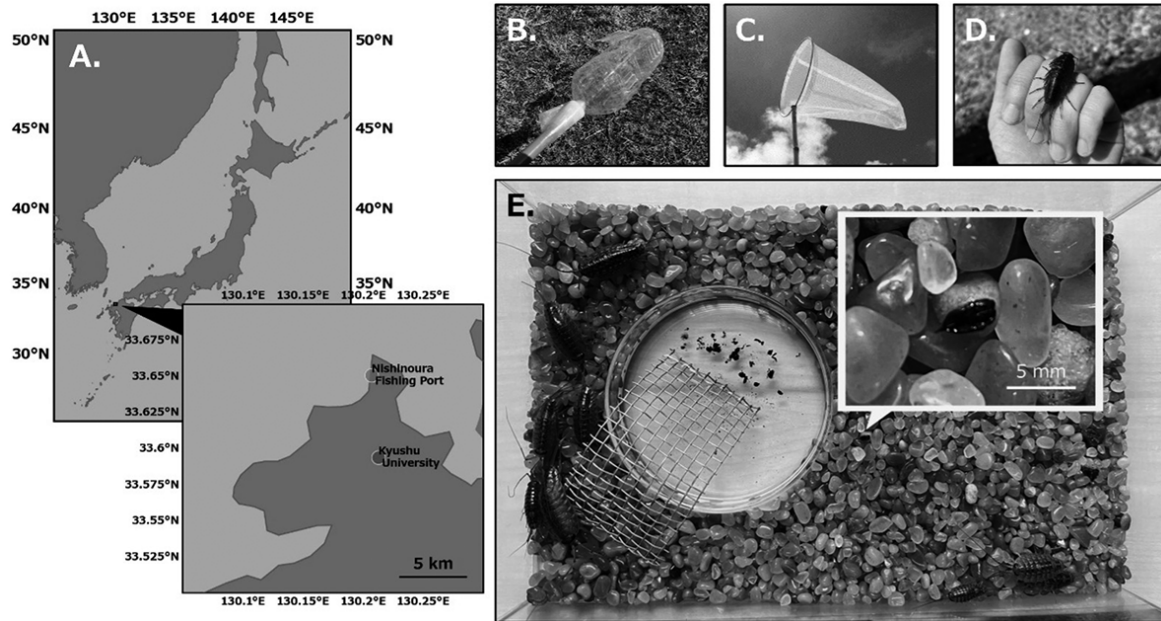 130°E 135°E 140°E 145°E
A.
50°N 50°N
45°N 45°N
40°N 40°N
35°N 35°N
30°N
130.1°E 130.15°E 130.2°E 130.25°E
33.675°N
33.65°N
33.625°N
33.6°N
33.575°N
33.55°N
33.525°N
Nishinoura
Fishing Port
Kyushu
University
5 km
130.1°E 130.15°E 130.2°E 130.25°E
B.
C.
D.
E.
5 mm